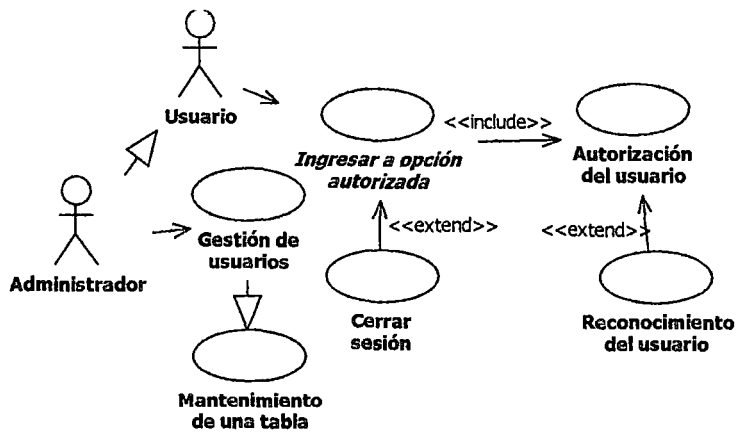 Usuario
Ingresar a opción
autorizada
<<include>>
Autorización
del usuario
Administrador
Gestión de
usuarios
<<extend>>
<<extend>>
Cerrar
sesión
Reconocimiento
del usuario
Mantenimiento
de una tabla